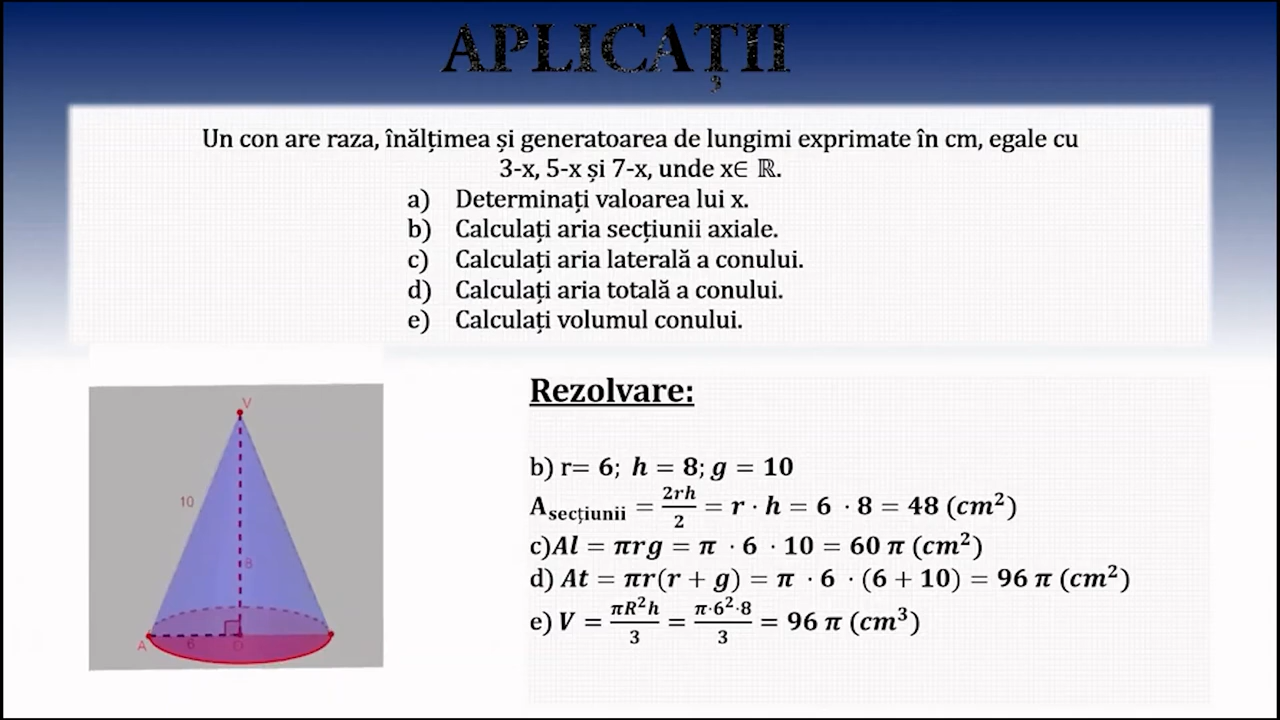 APLICAȚII
Un con are raza, înălțimea și generatoarea de lungimi exprimate în cm, egale cu
3-x, 5-x și 7-x, unde x∈ ℝ.
a) Determinați valoarea lui x.
b) Calculați aria secțiunii axiale.
c) Calculați aria laterală a conului.
d) Calculați aria totală a conului.
e) Calculați volumul conului.
Rezolvare:
b) r= 6; h = 8; g = 10
A secțiunii = 2rh/2 = r · h = 6 · 8 = 48 (cm²)
c)Al = πrg = π · 6 · 10 = 60 π (cm²)
d) At = πr(r + g) = π · 6 · (6 + 10) = 96 π (cm²)
e) V = πR²h/3 = π·6²·8/3 = 96 π (cm³)
V
10
8
A 6 D